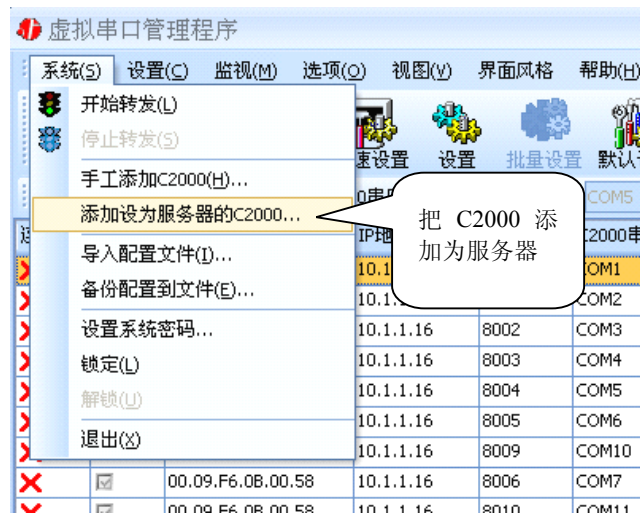 虚拟串口管理程序
系统(S) 设置(C) 监视(M) 选项(O) 视图(V) 界面风格 帮助(H)
开始转发(L)
停止转发(S)
速设置 设置 批量设置 默认
手工添加C2000(H)...
添加设为服务器的C2000...
COM5
把 C2000 添
加为服务器
导入配置文件(I)...
备份配置到文件(E)...
设置系统密码...
锁定(L)
解锁(U)
退出(X)
IP地 C2000串
10.1 COM1
10.1. COM2
10.1.1.16 8002 COM3
10.1.1.16 8003 COM4
10.1.1.16 8004 COM5
10.1.1.16 8005 COM6
10.1.1.16 8009 COM10
00.09.F6.0B.00.58 10.1.1.16 8006 COM7
00.09.F6.0B.00.58 10.1.1.16 8010 COM11